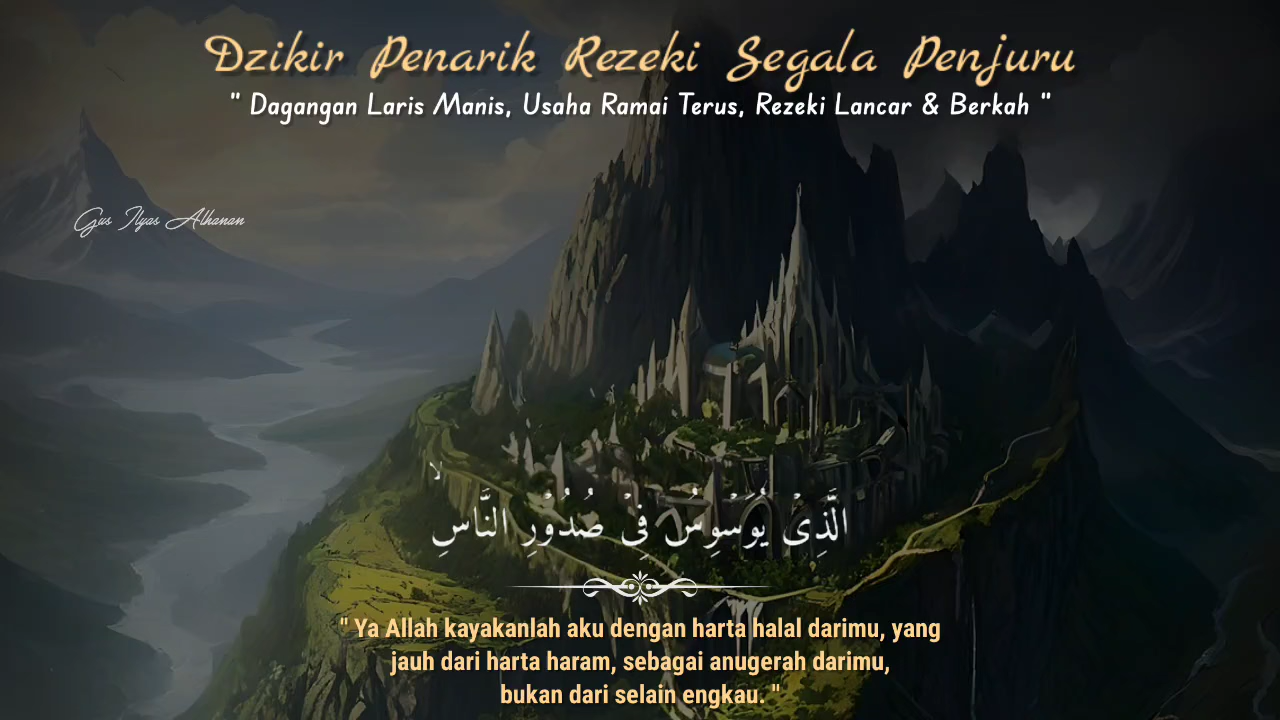 Dzikir Penarik Rezeki Segala Penjuru
" Dagangan Laris Manis, Usaha Ramai Terus, Rezeki Lancar & Berkah "
Gus Ilyas Alhanan
الَّذِيْ يُوَسْوِسُ فِيْ صُدُوْرِ النَّاسِۙ
" Ya Allah kayakanlah aku dengan harta halal darimu, yang
jauh dari harta haram, sebagai anugerah darimu,
bukan dari selain engkau. "